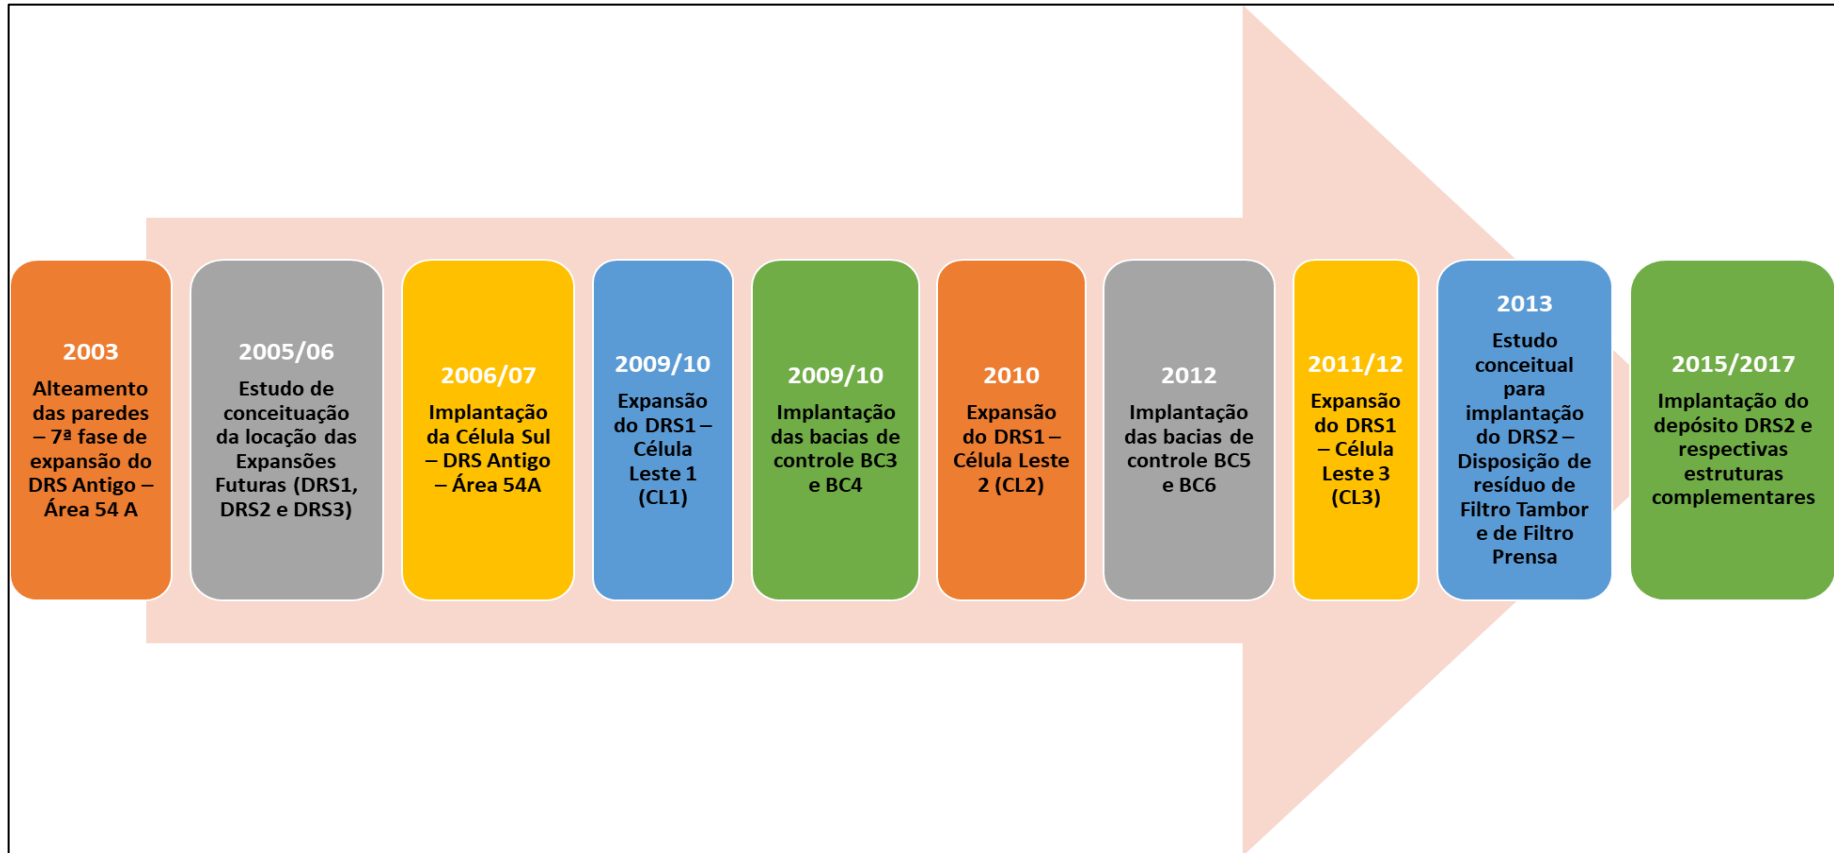 2003
Alteamento
das paredes
– 7ª fase de
expansão do
DRS Antigo –
Área 54 A
2005/06
Estudo de
conceituação
da locação das
Expansões
Futuras (DRS1,
DRS2 e DRS3)
2006/07
Implantação
da Célula Sul
– DRS Antigo
– Área 54A
2009/10
Expansão
do DRS1 –
Célula
Leste 1
(CL1)
2009/10
Implantação
das bacias de
controle BC3
e BC4
2010
Expansão
do DRS1 –
Célula Leste
2 (CL2)
2012
Implantação
das bacias de
controle BC5
e BC6
2011/12
Expansão
do DRS1
– Célula
Leste 3
(CL3)
2013
Estudo
conceitual
para
implantação
do DRS2 –
Disposição de
resíduo de
Filtro Tambor
e de Filtro
Prensa
2015/2017
Implantação do
depósito DRS2 e
respectivas
estruturas
complementares